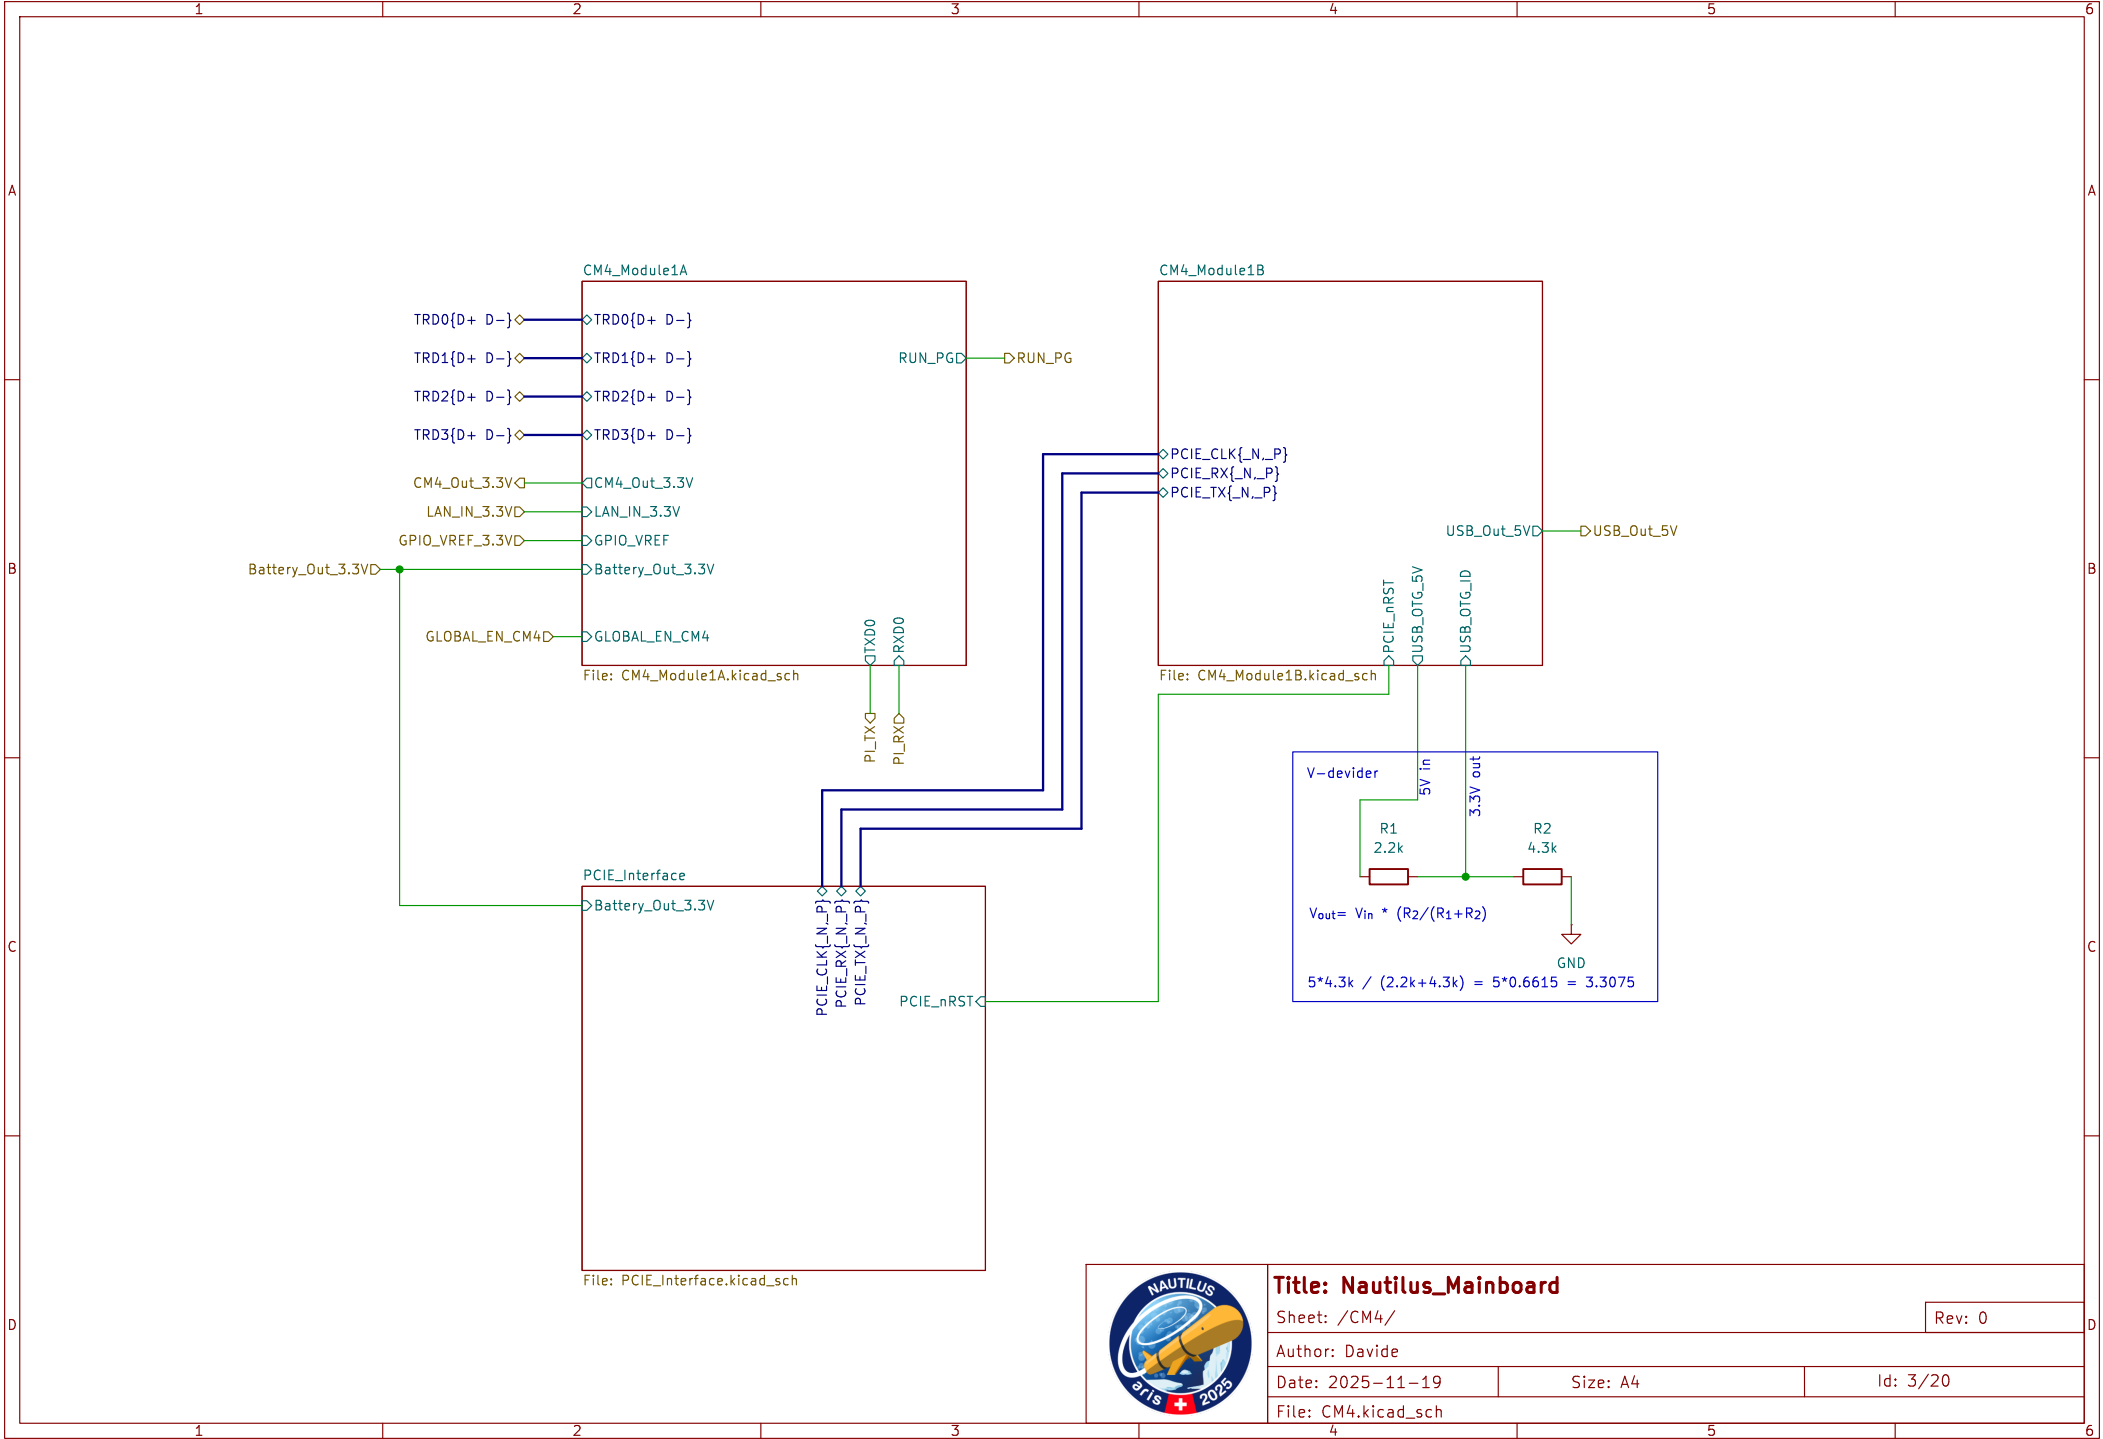 1 2 3 4 5 6
A A
B B
C C
D D
CM4_Module1A
TRD0{D+ D-} TRD0{D+ D-}
TRD1{D+ D-} TRD1{D+ D-}
RUN_PG RUN_PG
TRD2{D+ D-} TRD2{D+ D-}
TRD3{D+ D-} TRD3{D+ D-}
CM4_Out_3.3V CM4_Out_3.3V
LAN_IN_3.3V LAN_IN_3.3V
GPIO_VREF_3.3V GPIO_VREF
Battery_Out_3.3V Battery_Out_3.3V
GLOBAL_EN_CM4 GLOBAL_EN_CM4
TXD0
RXD0
File: CM4_Module1A.kicad_sch
PI_TX
PI_RX
CM4_Module1B
PCIE_CLK{_N,_P}
PCIE_RX{_N,_P}
PCIE_TX{_N,_P}
USB_Out_5V USB_Out_5V
PCIE_nRST
USB_OTG_5V
USB_OTG_ID
File: CM4_Module1B.kicad_sch
V-devider
5V in
3.3V out
R1
2.2k
R2
4.3k
Vout= Vin * (R2/(R1+R2)
GND
5*4.3k / (2.2k+4.3k) = 5*0.6615 = 3.3075
PCIE_Interface
Battery_Out_3.3V
PCIE_CLK{_N,_P}
PCIE_RX{_N,_P}
PCIE_TX{_N,_P}
PCIE_nRST
File: PCIE_Interface.kicad_sch
NAUTILUS
aris 2025
Title: Nautilus_Mainboard
Sheet: /CM4/
Rev: 0
Author: Davide
Date: 2025-11-19
Size: A4
Id: 3/20
File: CM4.kicad_sch
1 2 3 4 5 6